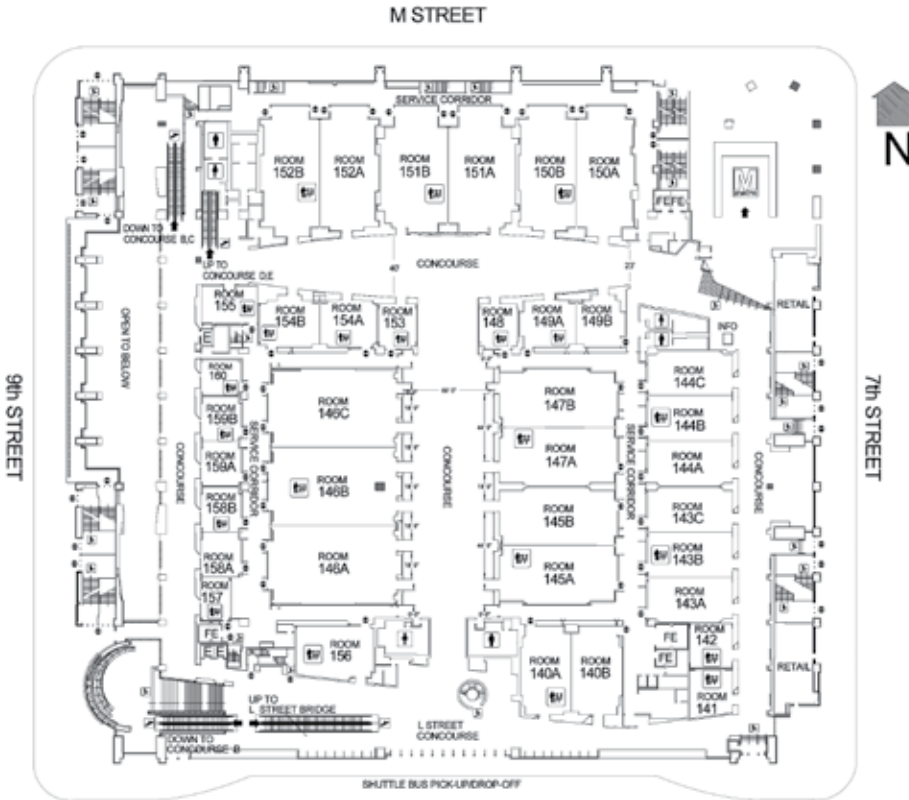 M STREET
SERVICE CORRIDOR
N
ROOM
152B
ROOM
152A
ROOM
151B
ROOM
151A
ROOM
150B
ROOM
150A
M
FE FE
DOWN TO
CONCOURSE B,C
UP TO
CONCOURSE D,E
40'
CONCOURSE
23'
ROOM
155
ROOM
154B
ROOM
154A
ROOM
153
ROOM
148
ROOM
149A
ROOM
149B
INFO
RETAIL
OPEN TO BELOW
E
ROOM
160
ROOM
146C
ROOM
147B
ROOM
144C
9th STREET
7th STREET
ROOM
159B
ROOM
144B
SERVICE CORRIDOR
ROOM
159A
CONCOURSE
ROOM
146B
CONCOURSE
ROOM
147A
SERVICE CORRIDOR
ROOM
144A
CONCOURSE
ROOM
158B
ROOM
145B
ROOM
143C
ROOM
158A
ROOM
146A
ROOM
145A
ROOM
143B
ROOM
157
ROOM
143A
FE
E E
ROOM
156
ROOM
140A
ROOM
140B
FE
FE
ROOM
142
ROOM
141
RETAIL
UP TO
L STREET BRIDGE
DOWN TO
CONCOURSE B
L STREET
CONCOURSE
SHUTTLE BUS PICK-UP/DROP-OFF